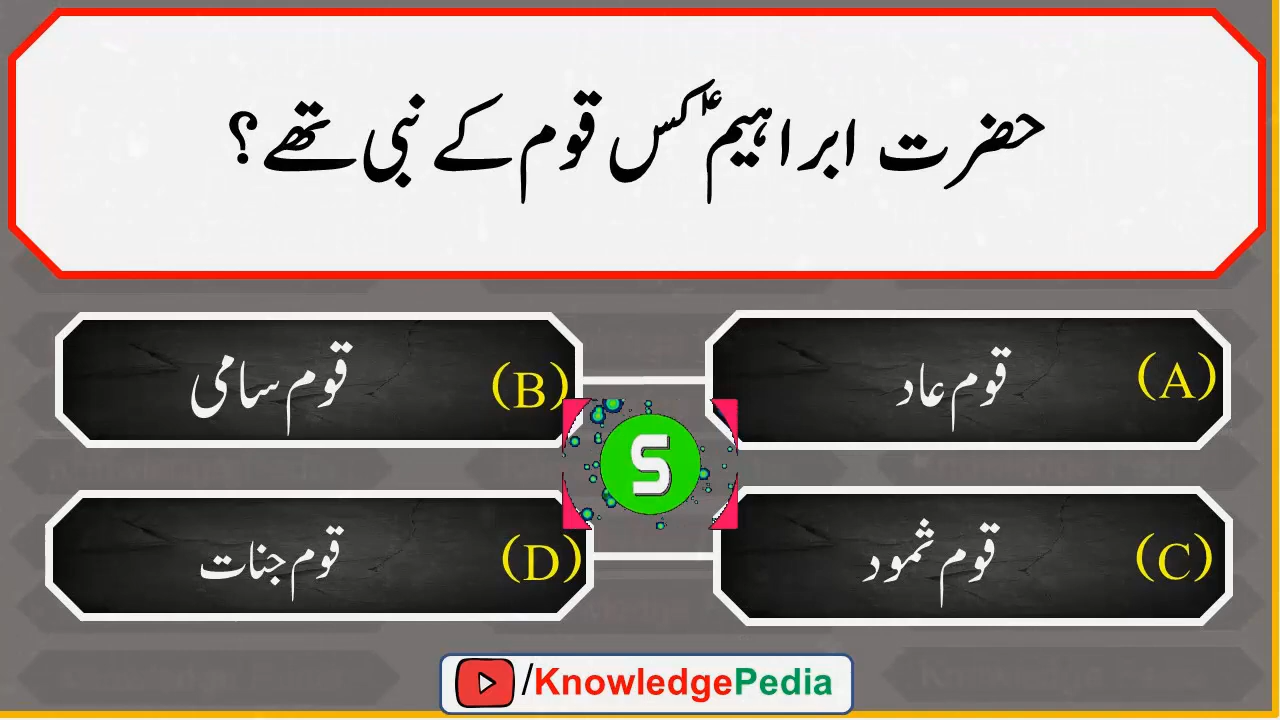 حضرت ابراہیمؑ کس قوم کے نبی تھے؟
(A) قوم عاد
(B) قوم سامی
(C) قوم ثمود
(D) قوم جنات
S
/KnowledgePedia